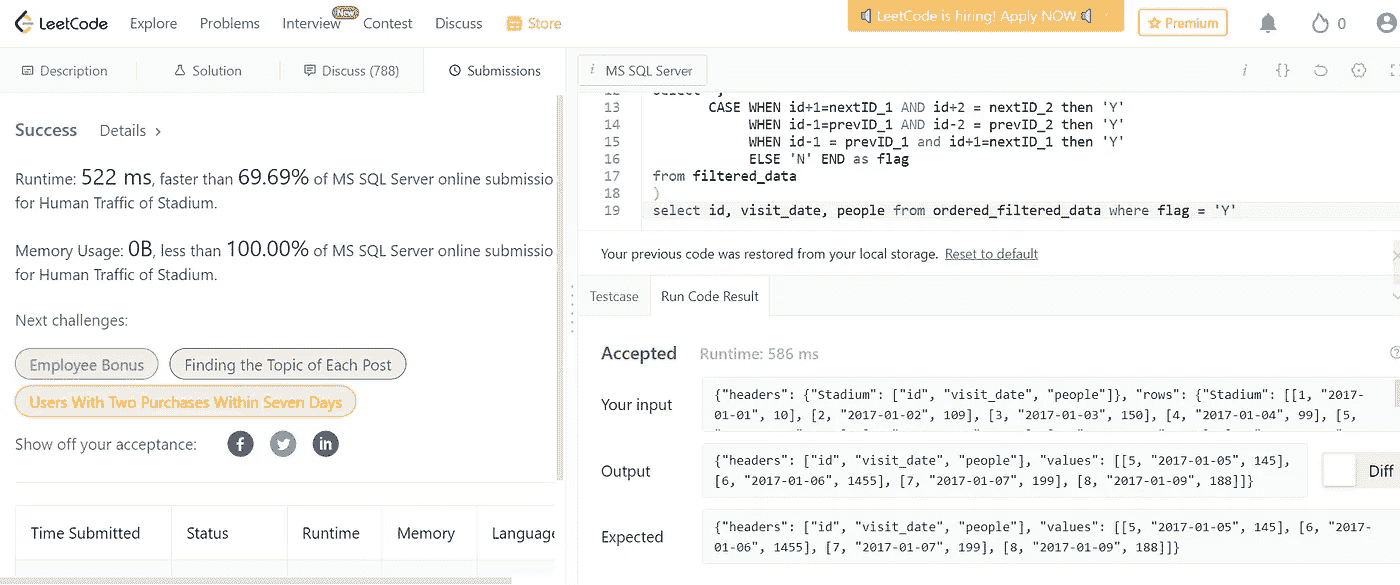 LeetCode
Explore
Problems
Interview
New
Contest
Discuss
Store
LeetCode is hiring! Apply NOW.
Premium
0
Description
Solution
Discuss (788)
Submissions
Success
Details >
Runtime: 522 ms, faster than 69.69% of MS SQL Server online submissio
for Human Traffic of Stadium.
Memory Usage: 0B, less than 100.00% of MS SQL Server online submissio
for Human Traffic of Stadium.
Next challenges:
Employee Bonus
Finding the Topic of Each Post
Users With Two Purchases Within Seven Days
Show off your acceptance:
Time Submitted
Status
Runtime
Memory
Language
i MS SQL Server
i {}
13 CASE WHEN id+1=nextID_1 AND id+2 = nextID_2 then 'Y'
14 WHEN id-1=prevID_1 AND id-2 = prevID_2 then 'Y'
15 WHEN id-1 = prevID_1 and id+1=nextID_1 then 'Y'
16 ELSE 'N' END as flag
17 from filtered_data
18 )
19 select id, visit_date, people from ordered_filtered_data where flag = 'Y'
Your previous code was restored from your local storage. Reset to default
Testcase
Run Code Result
Accepted
Runtime: 586 ms
Your input
{"headers": {"Stadium": ["id", "visit_date", "people"]}, "rows": {"Stadium": [[1, "2017-
01-01", 10], [2, "2017-01-02", 109], [3, "2017-01-03", 150], [4, "2017-01-04", 99], [5,
Output
{"headers": ["id", "visit_date", "people"], "values": [[5, "2017-01-05", 145],
[6, "2017-01-06", 1455], [7, "2017-01-07", 199], [8, "2017-01-09", 188]]}
Diff
Expected
{"headers": ["id", "visit_date", "people"], "values": [[5, "2017-01-05", 145], [6, "2017-
01-06", 1455], [7, "2017-01-07", 199], [8, "2017-01-09", 188]]}